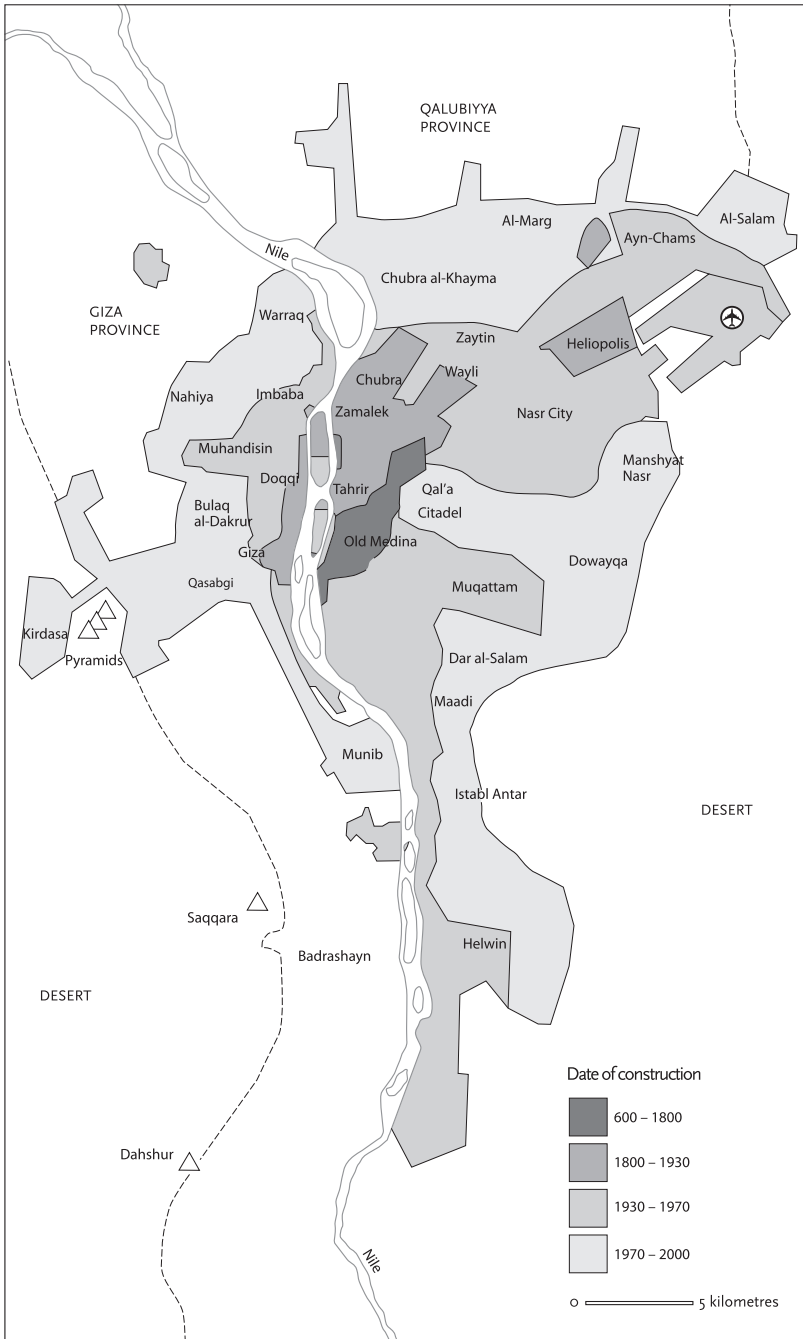 QALUBIYYA
PROVINCE
Al-Marg
Al-Salam
Ayn-Chams
Nile
Chubra al-Khayma
GIZA
PROVINCE
Warraq
Zaytin
Heliopolis
Chubra
Wayli
Nahiya
Imbaba
Zamalek
Nasr City
Muhandisin
Manshyat
Nasr
Doqqi
Tahrir
Qal’a
Citadel
Bulaq
al-Dakrur
Old Medina
Giza
Dowayqa
Qasabgi
Muqattam
Kirdasa
Pyramids
Dar al-Salam
Maadi
Munib
Istabl Antar
DESERT
Saqqara
Helwin
Badrashayn
DESERT
Date of construction
600 – 1800
Dahshur
1800 – 1930
1930 – 1970
Nile
1970 – 2000
0 5 kilometres